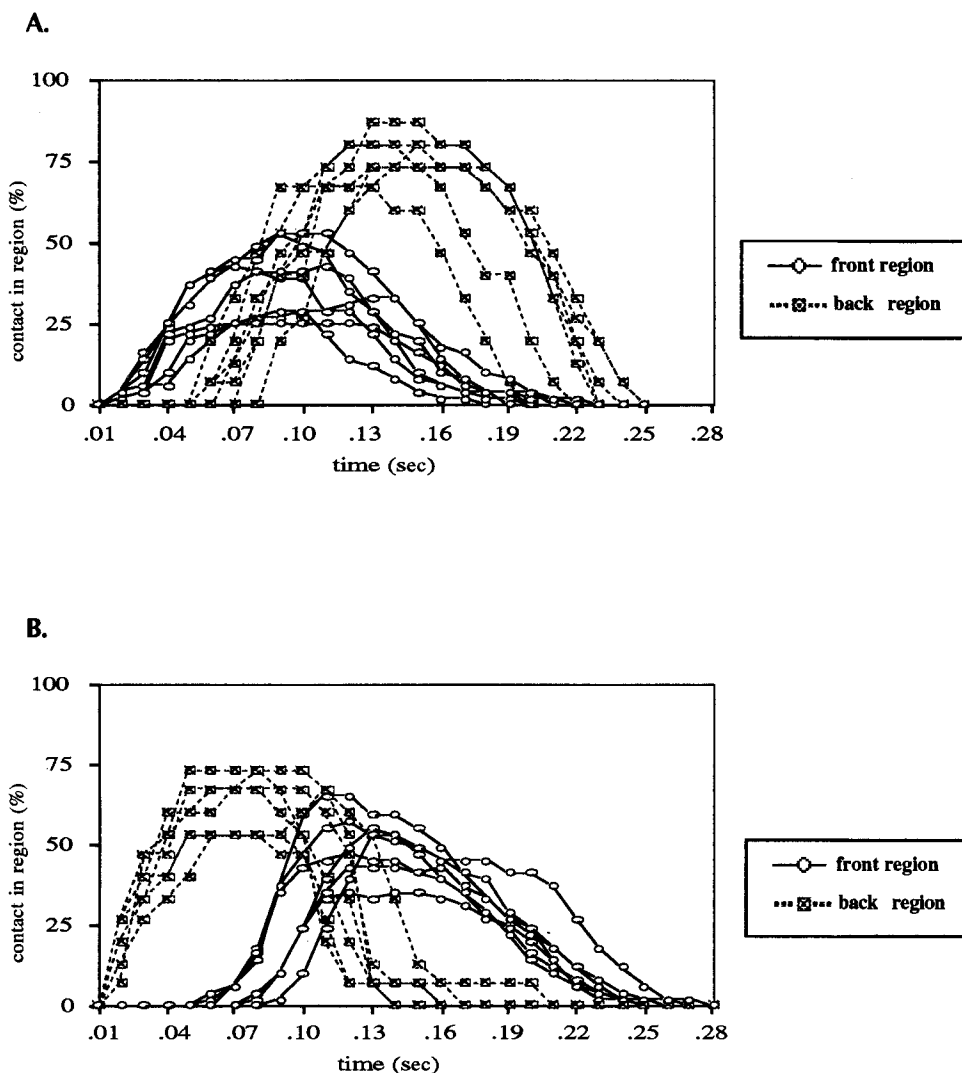 A.
100
75
50
25
0
contact in region (%)
.01 .04 .07 .10 .13 .16 .19 .22 .25 .28
time (sec)
front region
back region
B.
100
75
50
25
0
contact in region (%)
.01 .04 .07 .10 .13 .16 .19 .22 .25 .28
time (sec)
front region
back region